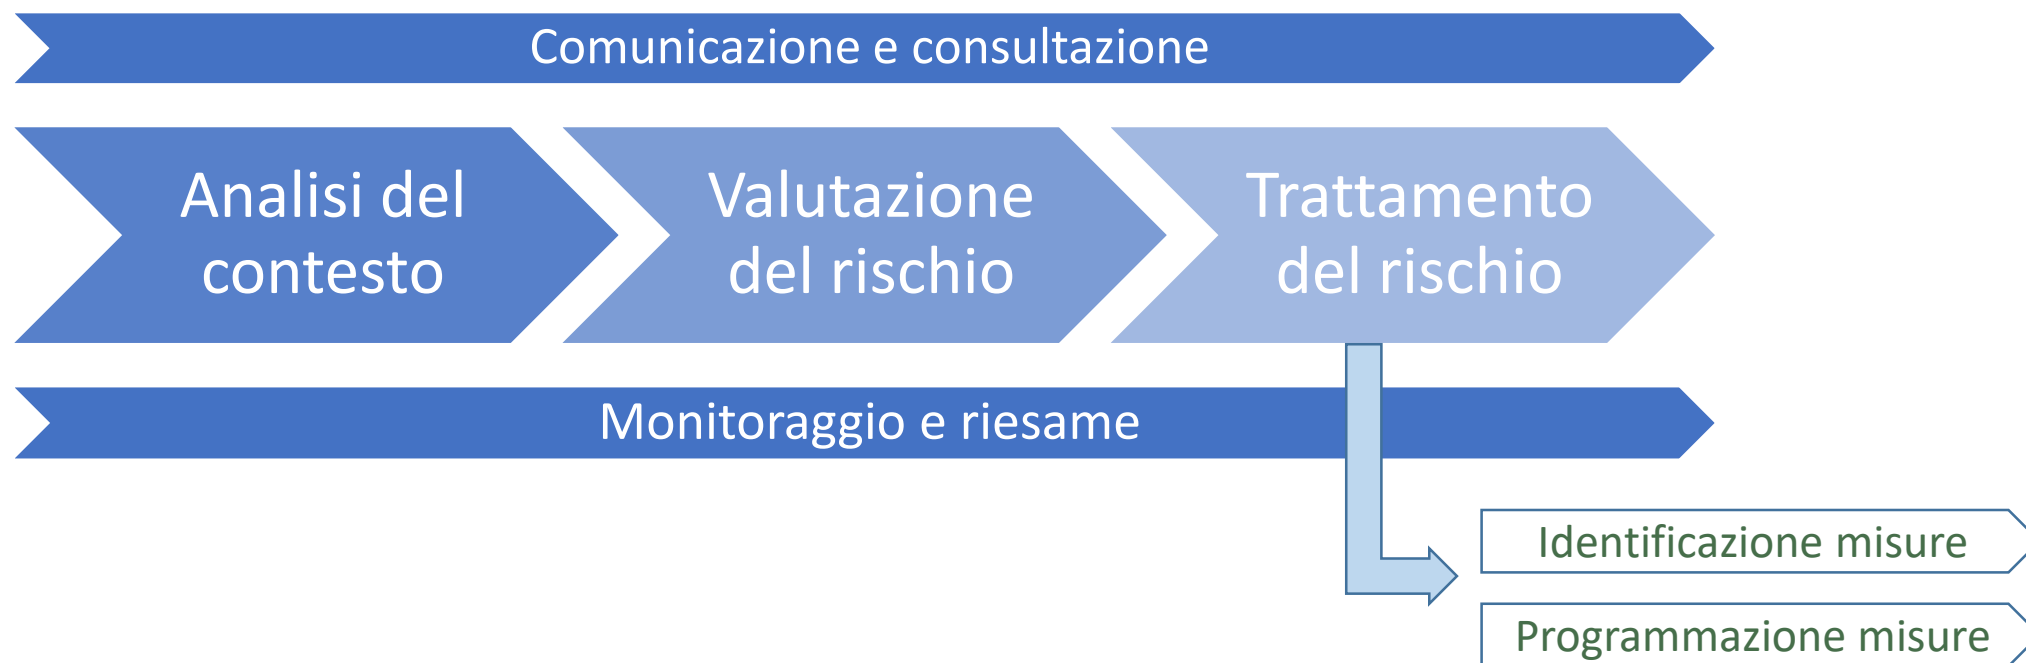 Comunicazione e consultazione
Analisi del
contesto
Valutazione
del rischio
Trattamento
del rischio
Monitoraggio e riesame
Identificazione misure
Programmazione misure